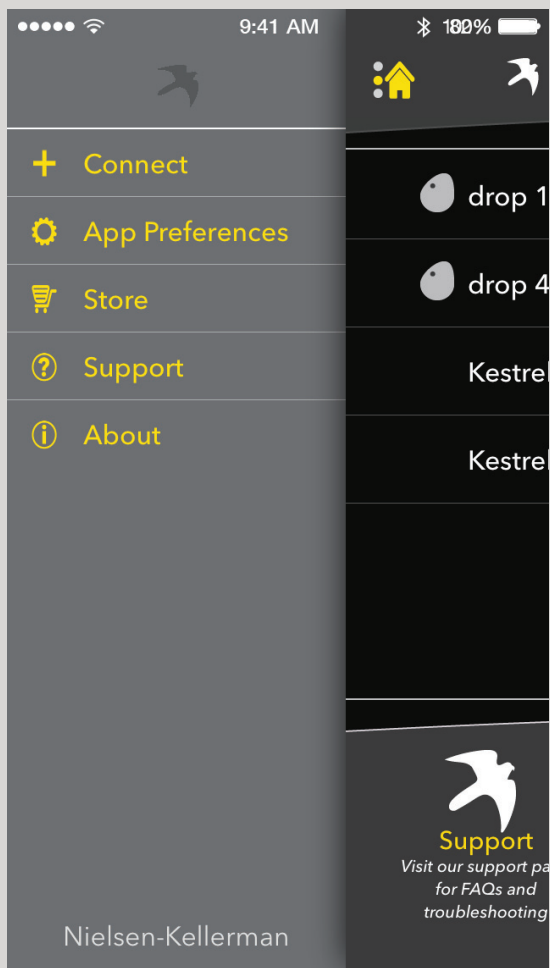 9:41 AM
Connect
App Preferences
Store
Support
About
Nielsen-Kellerman
drop 1
drop 4
Kestrel
Kestrel
Support
Visit our support pa
for FAQs and
troubleshooting